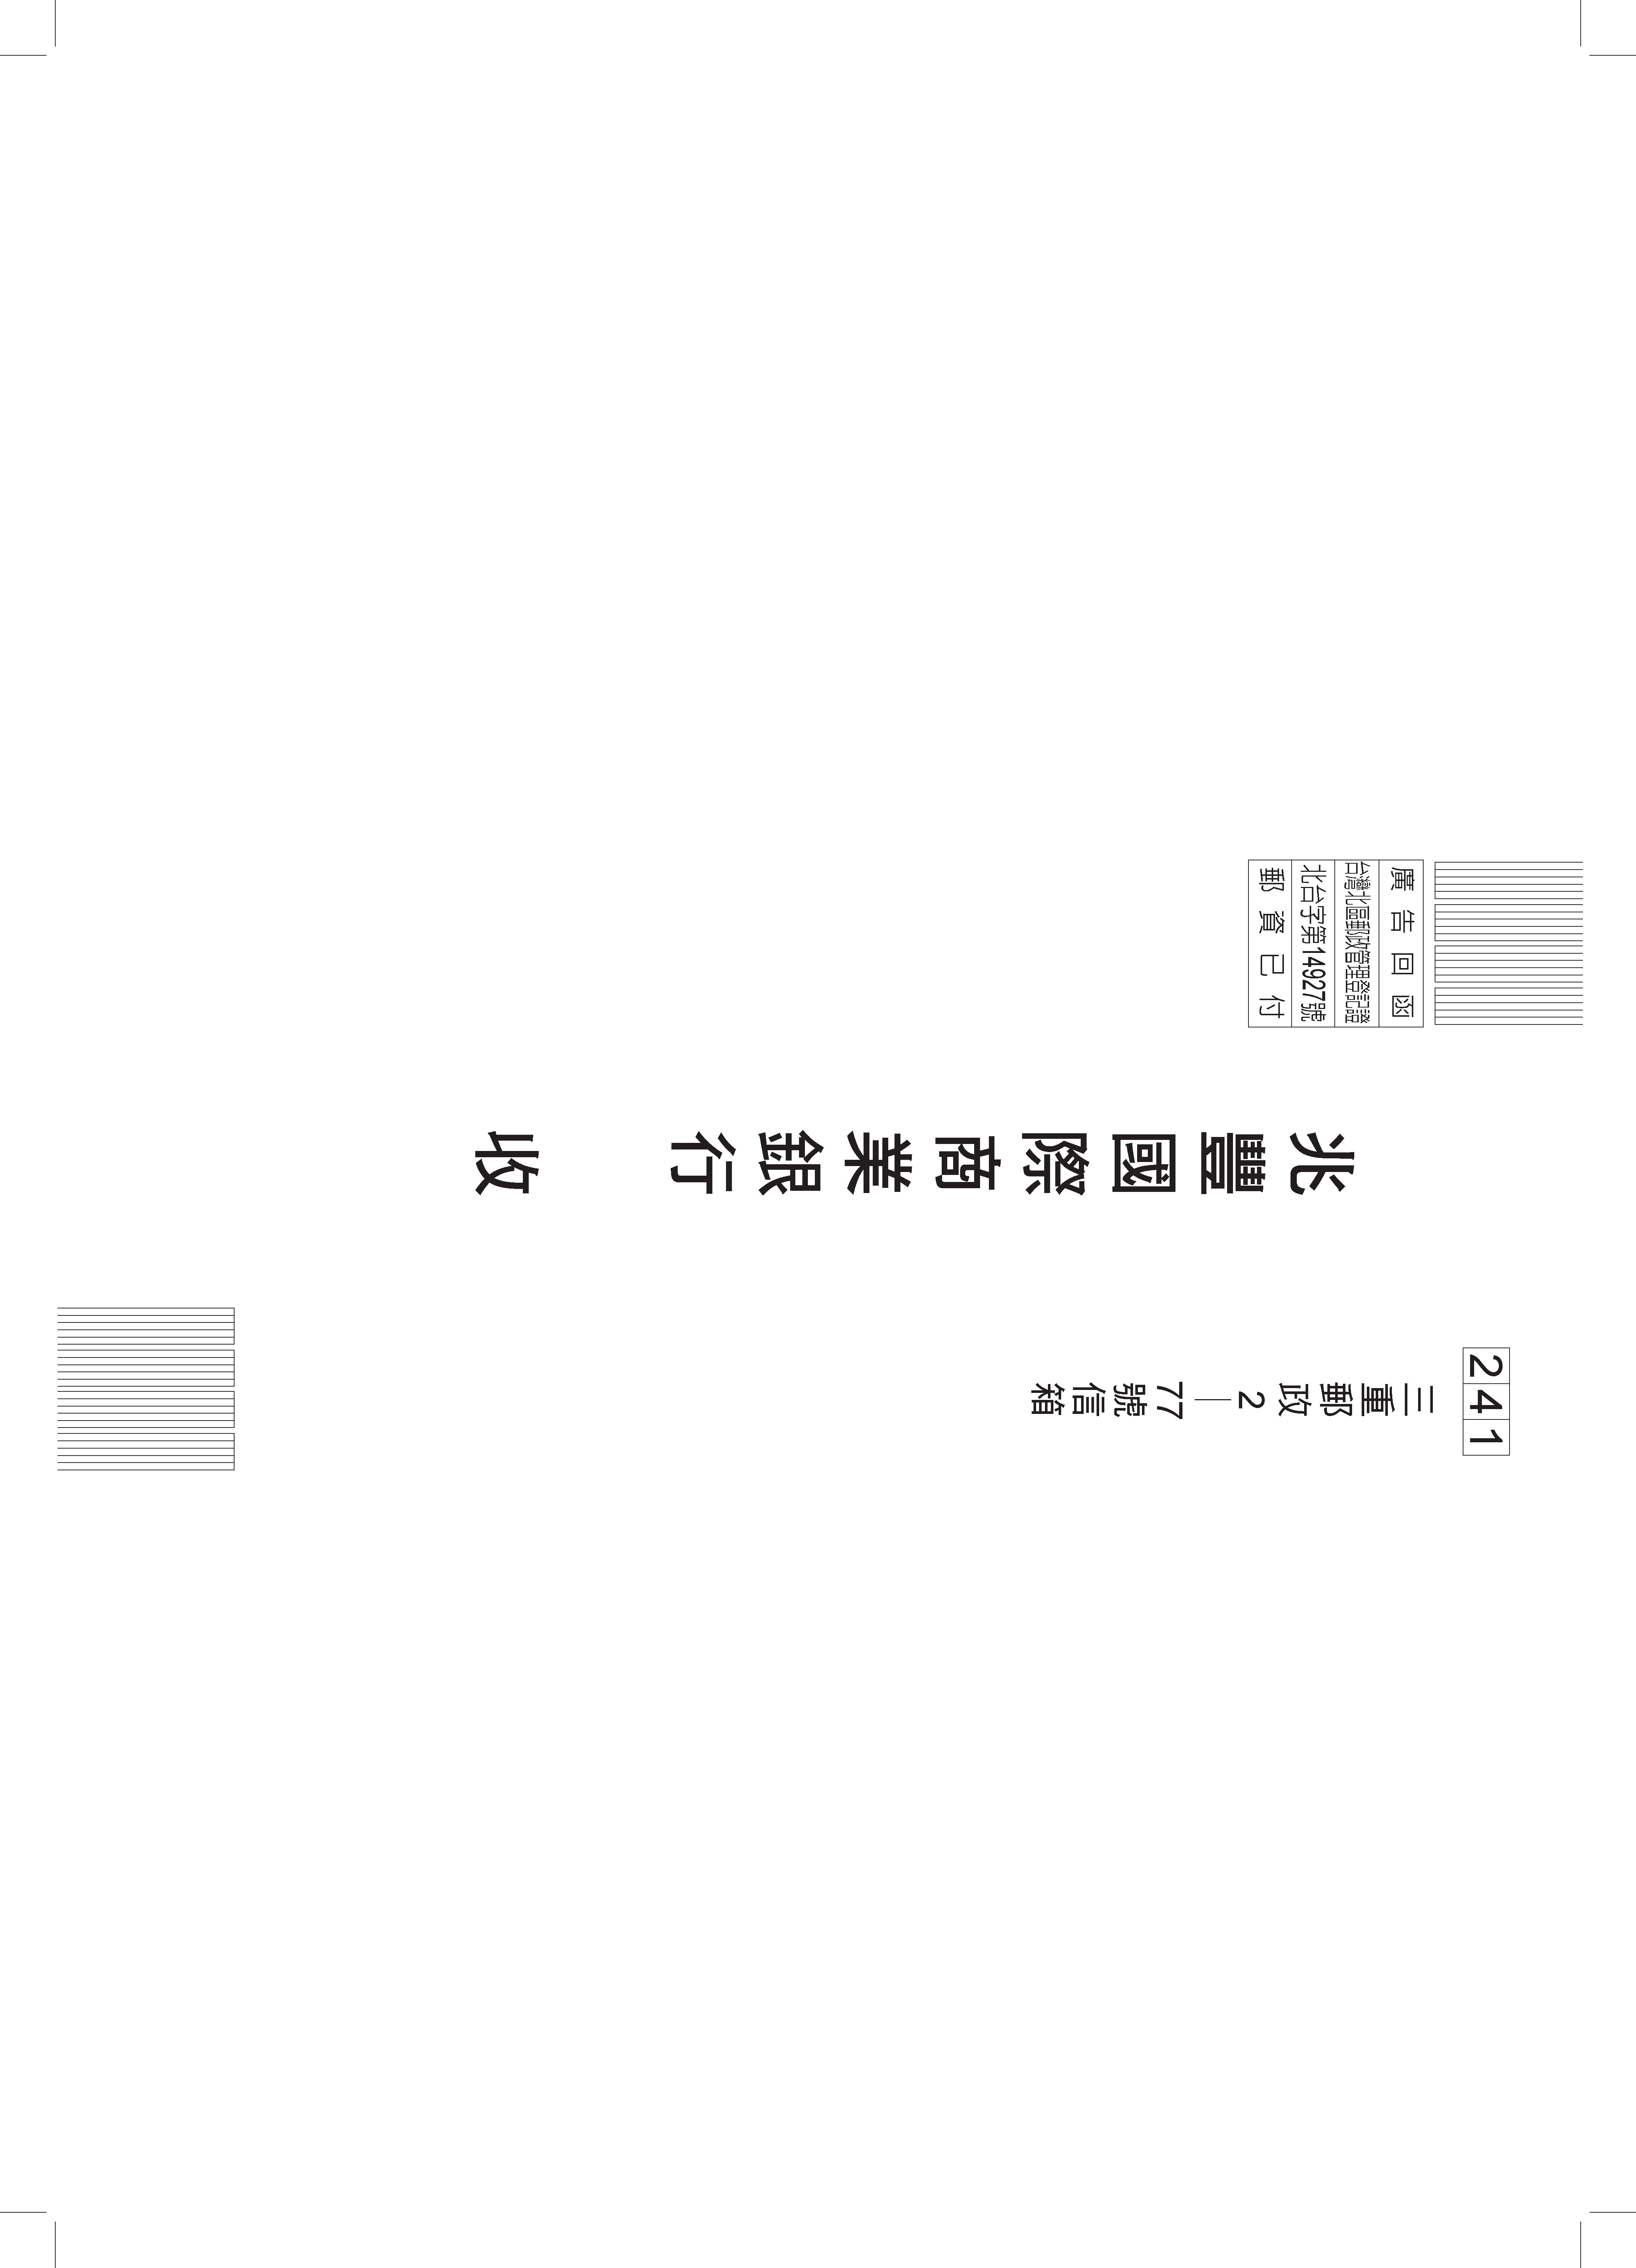 廣告回函
台灣北區郵政管理登記證
北台字第14927號
郵資已付
兆豐國際商業銀行 收
241
三重郵政2—77號信箱